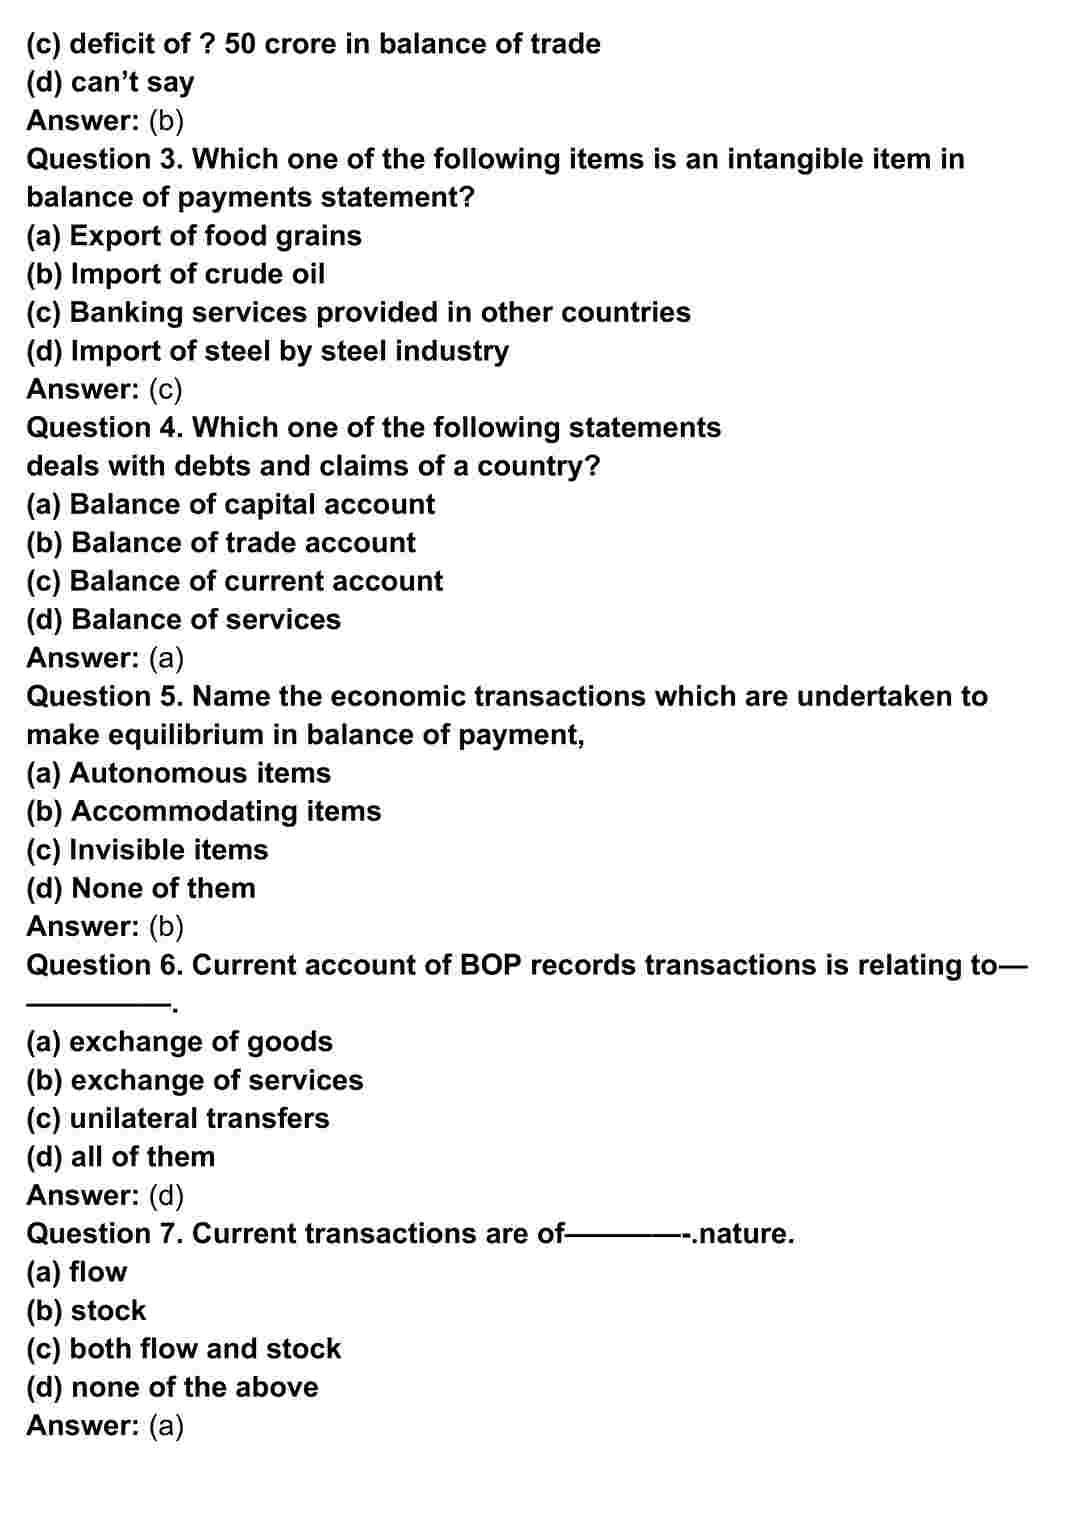 (c) deficit of ? 50 crore in balance of trade
(d) can’t say
Answer: (b)
Question 3. Which one of the following items is an intangible item in
balance of payments statement?
(a) Export of food grains
(b) Import of crude oil
(c) Banking services provided in other countries
(d) Import of steel by steel industry
Answer: (c)
Question 4. Which one of the following statements
deals with debts and claims of a country?
(a) Balance of capital account
(b) Balance of trade account
(c) Balance of current account
(d) Balance of services
Answer: (a)
Question 5. Name the economic transactions which are undertaken to
make equilibrium in balance of payment,
(a) Autonomous items
(b) Accommodating items
(c) Invisible items
(d) None of them
Answer: (b)
Question 6. Current account of BOP records transactions is relating to—
—————.
(a) exchange of goods
(b) exchange of services
(c) unilateral transfers
(d) all of them
Answer: (d)
Question 7. Current transactions are of————-.nature.
(a) flow
(b) stock
(c) both flow and stock
(d) none of the above
Answer: (a)